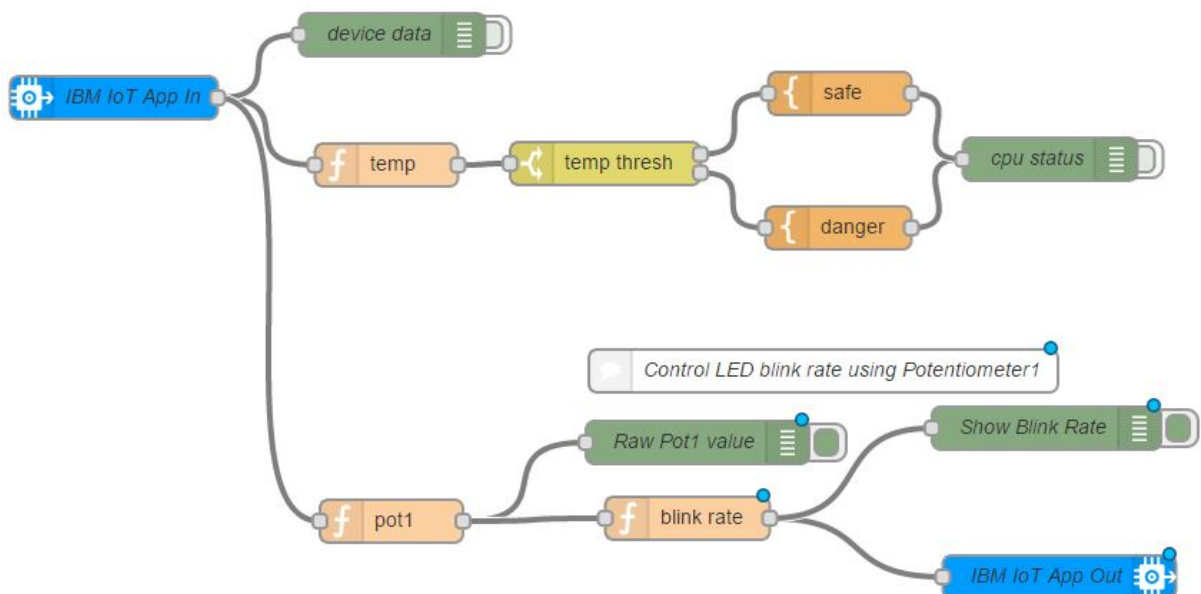 device data
IBM IoT App In
safe
temp
temp thresh
cpu status
danger
Control LED blink rate using Potentiometer1
Raw Pot1 value
Show Blink Rate
pot1
blink rate
IBM IoT App Out